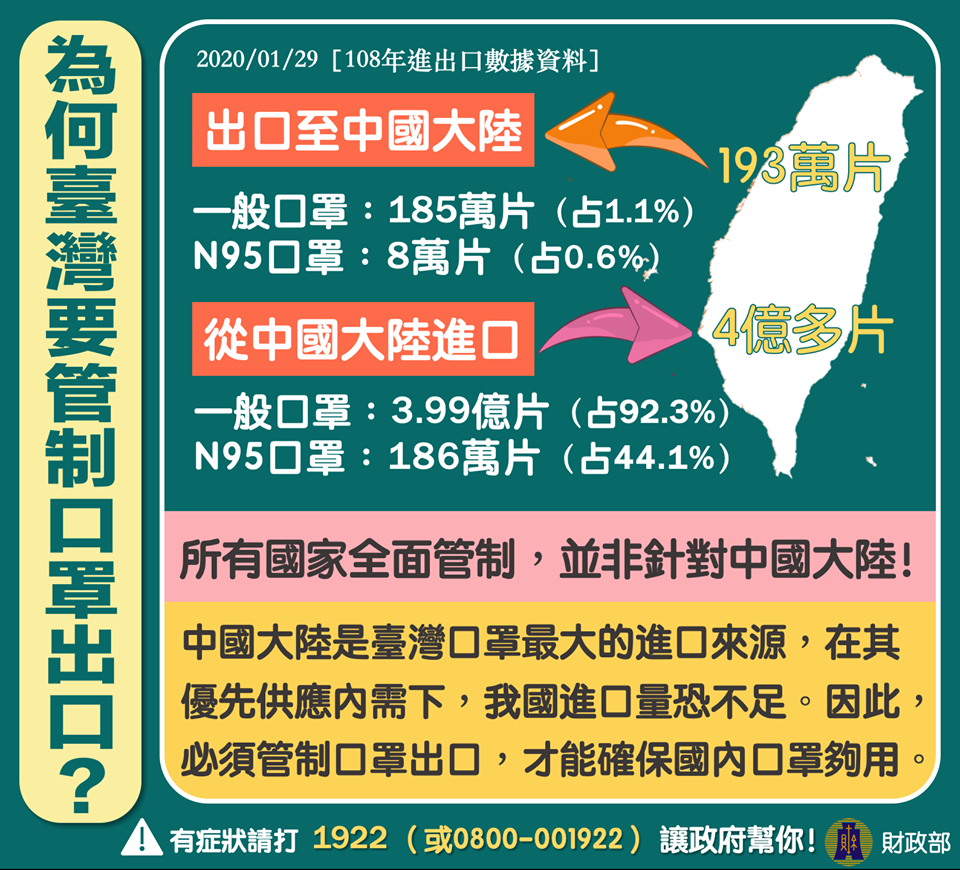 為何臺灣要管制口罩出口?
2020/01/29［108年進出口數據資料］
出口至中國大陸
193萬片
一般口罩：185萬片（占1.1%）
N95口罩：8萬片（占0.6%）
從中國大陸進口
4億多片
一般口罩：3.99億片（占92.3%）
N95口罩：186萬片（占44.1%）
所有國家全面管制，並非針對中國大陸!
中國大陸是臺灣口罩最大的進口來源，在其
優先供應內需下，我國進口量恐不足。因此，
必須管制口罩出口，才能確保國內口罩夠用。
有症狀請打 1922（或0800-001922）讓政府幫你!
財政部